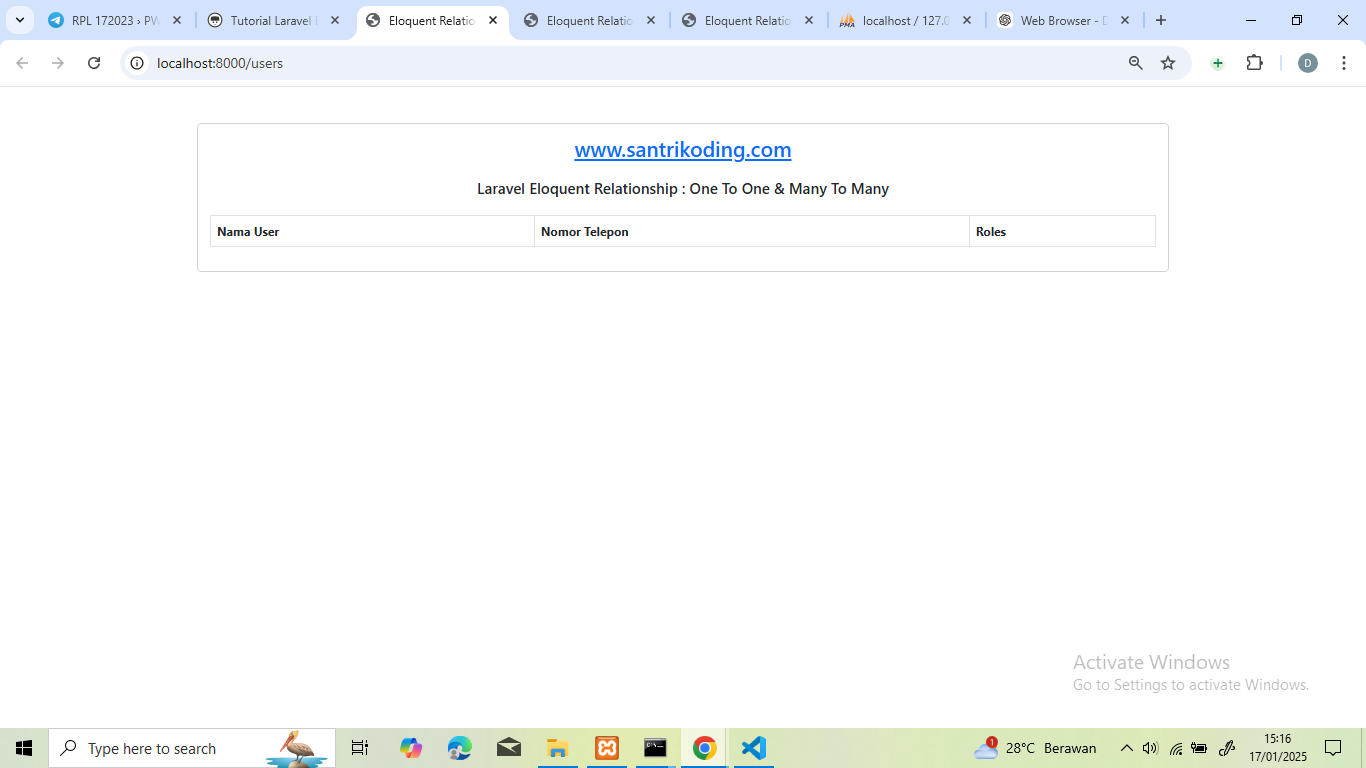 RPL 172023 › PW
Tutorial Laravel
Eloquent Relatio
Eloquent Relatio
Eloquent Relatio
PMA
localhost / 127.0
Web Browser - D
localhost:8000/users
D
www.santrikoding.com
Laravel Eloquent Relationship : One To One & Many To Many
Nama User Nomor Telepon Roles
Activate Windows
Go to Settings to activate Windows.
Type here to search
1
28°C Berawan
15:16
17/01/2025